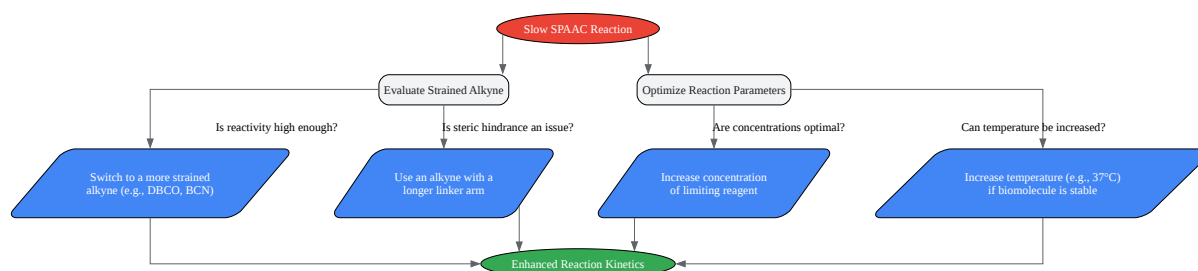 Slow SPAAC Reaction
Evaluate Strained Alkyne
Optimize Reaction Parameters
Is reactivity high enough?
Is steric hindrance an issue?
Are concentrations optimal?
Can temperature be increased?
Switch to a more strained
alkyne (e.g., DBCO, BCN)
Use an alkyne with a
longer linker arm
Increase concentration
of limiting reagent
Increase temperature (e.g., 37°C)
if biomolecule is stable
Enhanced Reaction Kinetics